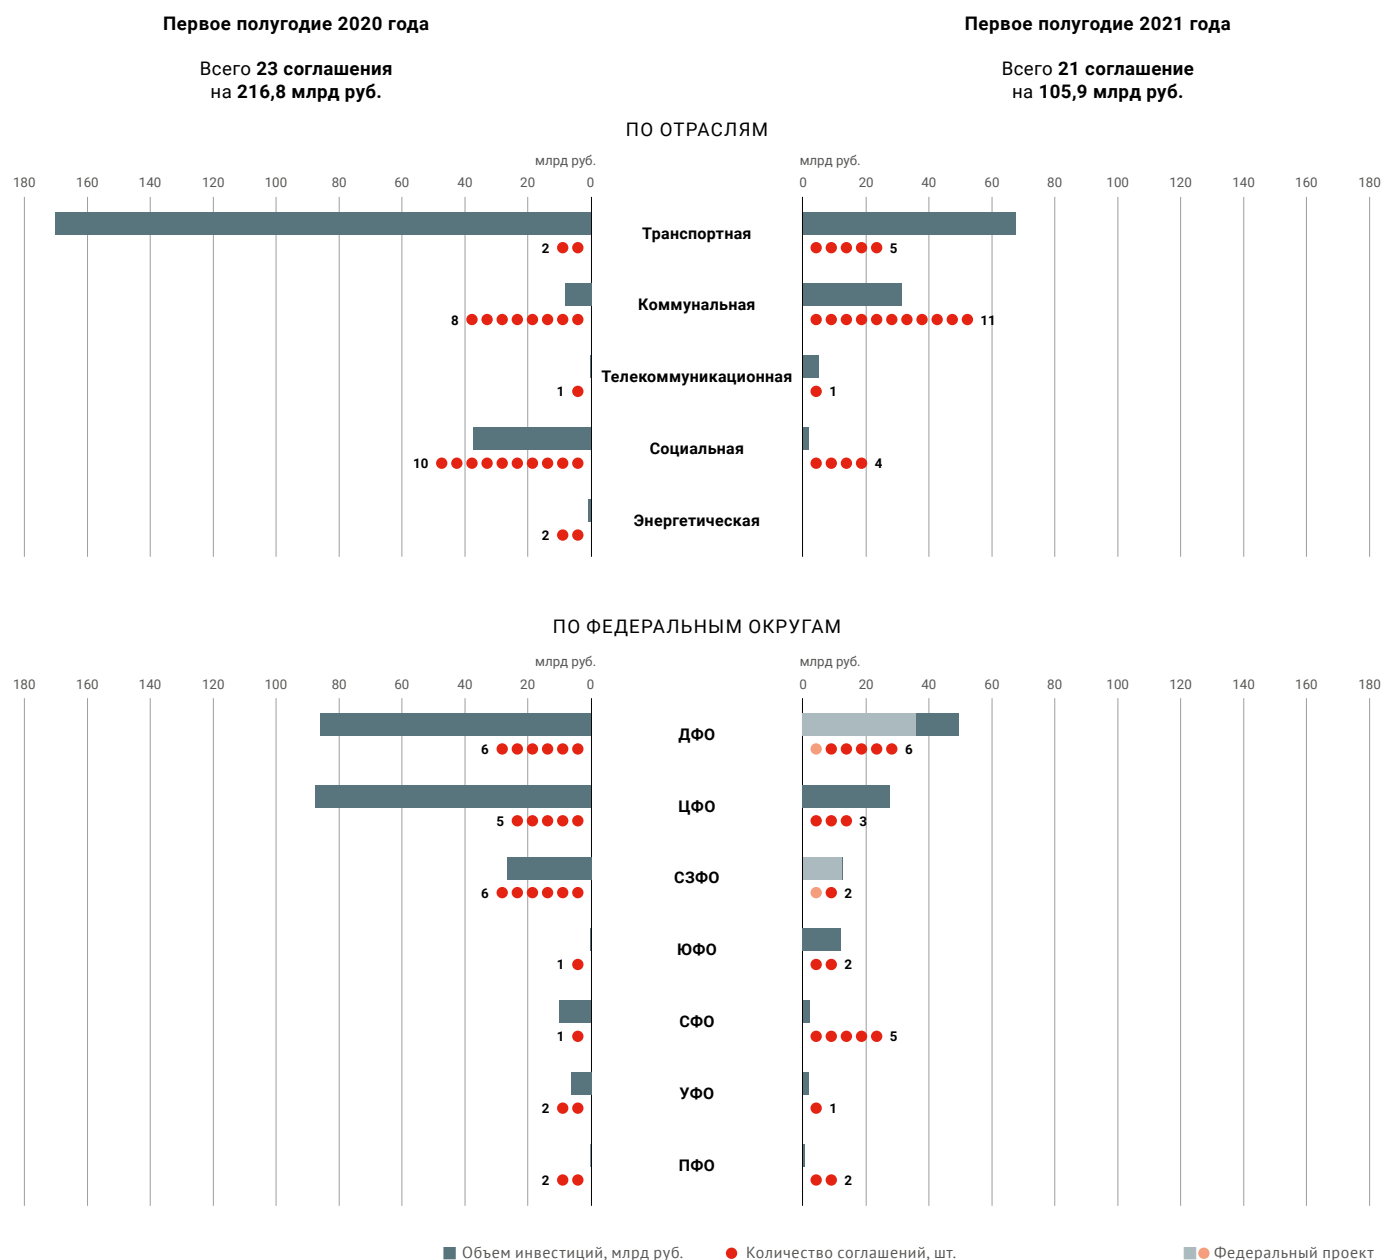 Первое полугодие 2020 года
Всего 23 соглашения
на 216,8 млрд руб.
Первое полугодие 2021 года
Всего 21 соглашение
на 105,9 млрд руб.
ПО ОТРАСЛЯМ
млрд руб. млрд руб.
180 160 140 120 100 80 60 40 20 0 0 20 40 60 80 100 120 140 160 180
Транспортная
2 5
Коммунальная
8 11
Телекоммуникационная
1 1
Социальная
10 4
Энергетическая
2
ПО ФЕДЕРАЛЬНЫМ ОКРУГАМ
млрд руб. млрд руб.
180 160 140 120 100 80 60 40 20 0 0 20 40 60 80 100 120 140 160 180
ДФО
6 6
ЦФО
5 3
СЗФО
6 2
ЮФО
1 2
СФО
1 5
УФО
2 1
ПФО
2 2
Объем инвестиций, млрд руб. Количество соглашений, шт. Федеральный проект